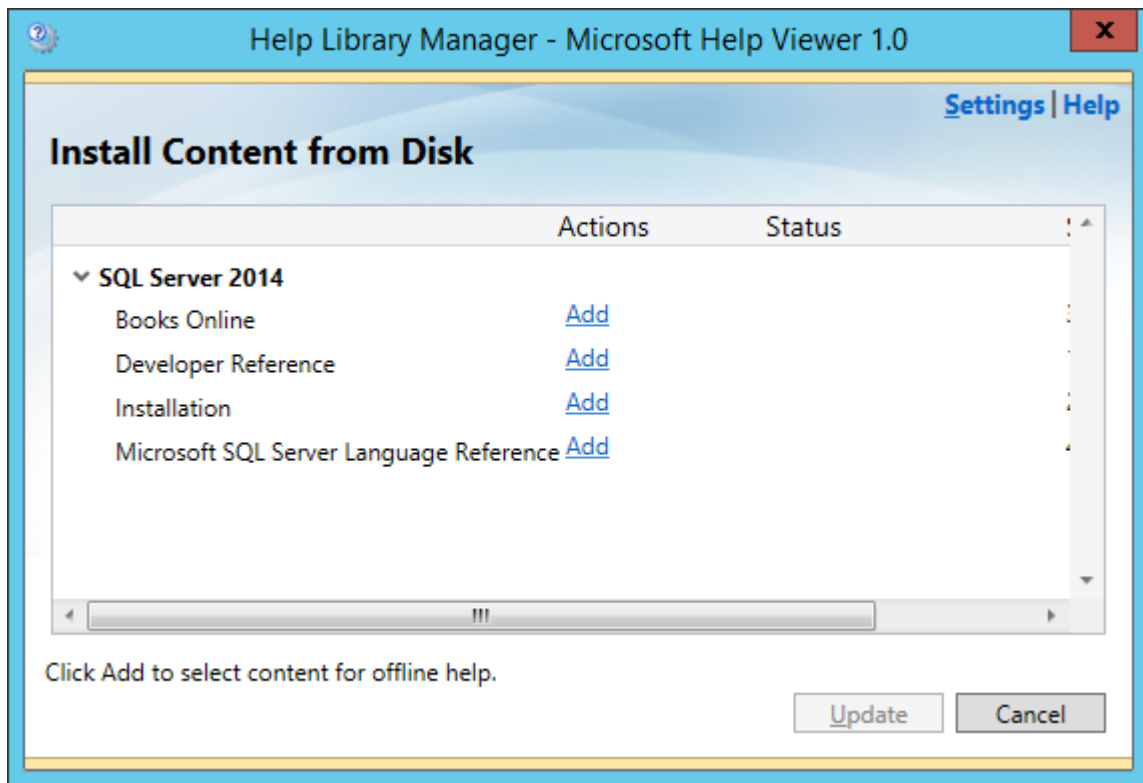 Help Library Manager - Microsoft Help Viewer 1.0
Settings | Help
Install Content from Disk
Actions Status
SQL Server 2014
Books Online Add
Developer Reference Add
Installation Add
Microsoft SQL Server Language Reference Add
Click Add to select content for offline help.
Update Cancel